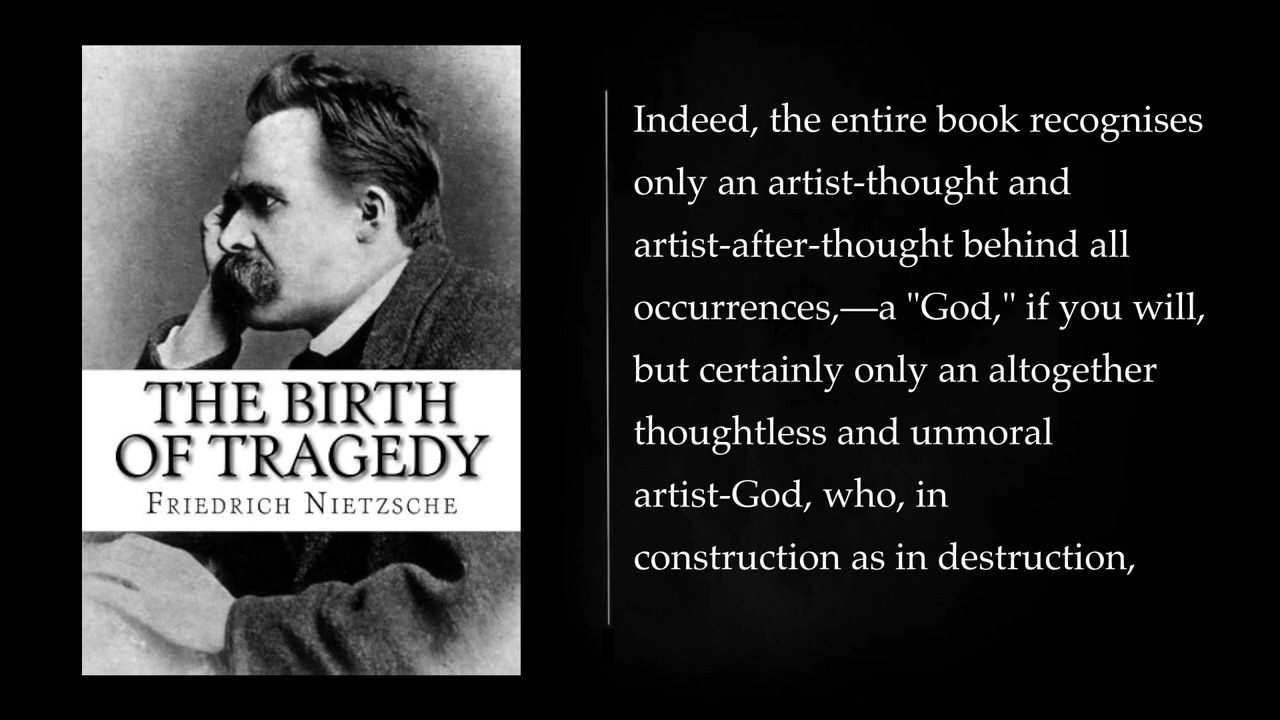 THE BIRTH
OF TRAGEDY
FRIEDRICH NIETZSCHE
Indeed, the entire book recognises
only an artist-thought and
artist-after-thought behind all
occurrences,—a "God," if you will,
but certainly only an altogether
thoughtless and unmoral
artist-God, who, in
construction as in destruction,